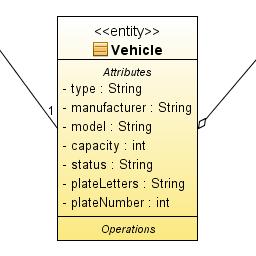 <<entity>>
Vehicle
Attributes
- type : String
- manufacturer : String
1
- model : String
- capacity : int
- status : String
- plateLetters : String
- plateNumber : int
Operations